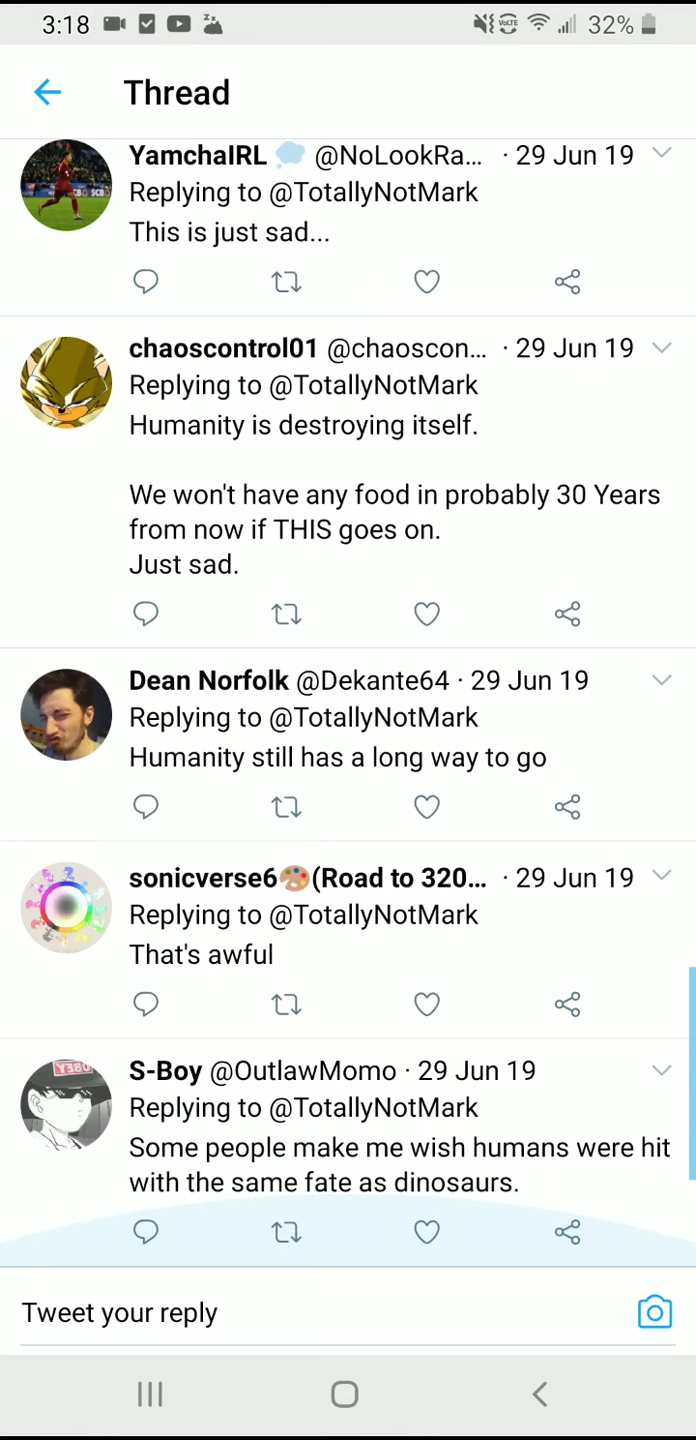 3:18 VoLTE 32%
Thread
YamchaIRL @NoLookRa... · 29 Jun 19
Replying to @TotallyNotMark
This is just sad...
chaoscontrol01 @chaoscon... · 29 Jun 19
Replying to @TotallyNotMark
Humanity is destroying itself.
We won't have any food in probably 30 Years
from now if THIS goes on.
Just sad.
Dean Norfolk @Dekante64 · 29 Jun 19
Replying to @TotallyNotMark
Humanity still has a long way to go
sonicverse6🎨(Road to 320... · 29 Jun 19
Replying to @TotallyNotMark
That's awful
S-Boy @OutlawMomo · 29 Jun 19
Replying to @TotallyNotMark
Some people make me wish humans were hit
with the same fate as dinosaurs.
Tweet your reply